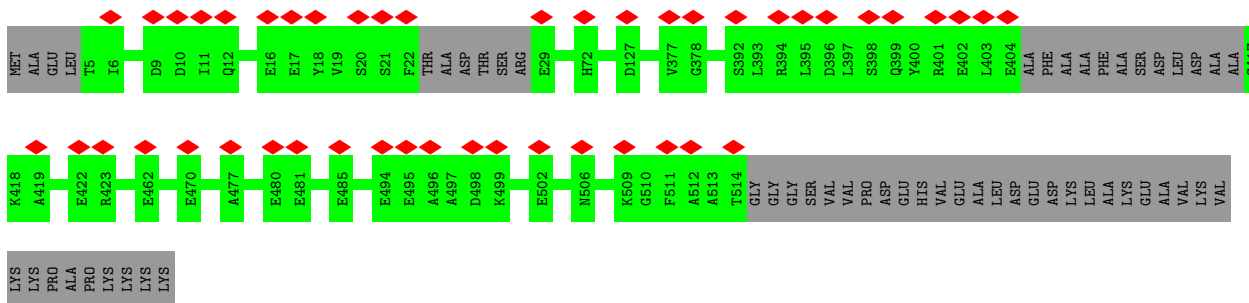 MET ALA GLU LEU T5 I6 D9 D10 I11 Q12 E16 E17 Y18 V19 S20 S21 F22 THR ALA ASP THR SER ARG E29 H72 D127 V377 G378 S392 L393 R394 L395 D396 L397 S398 Q399 Y400 R401 E402 L403 E404 ALA PHE ALA ALA PHE ALA SER ASP LEU ASP ALA ALA
K418 A419 E422 R423 E462 E470 A477 E480 E481 E485 E494 E495 A496 A497 D498 K499 E502 N506 K509 G510 F511 A512 A513 T514 GLY GLY GLY SER VAL VAL PRO ASP GLU HIS VAL GLU ALA LEU ASP GLU ASP LYS LEU ALA LYS GLU ALA VAL LYS VAL
LYS LYS PRO ALA PRO LYS LYS LYS LYS